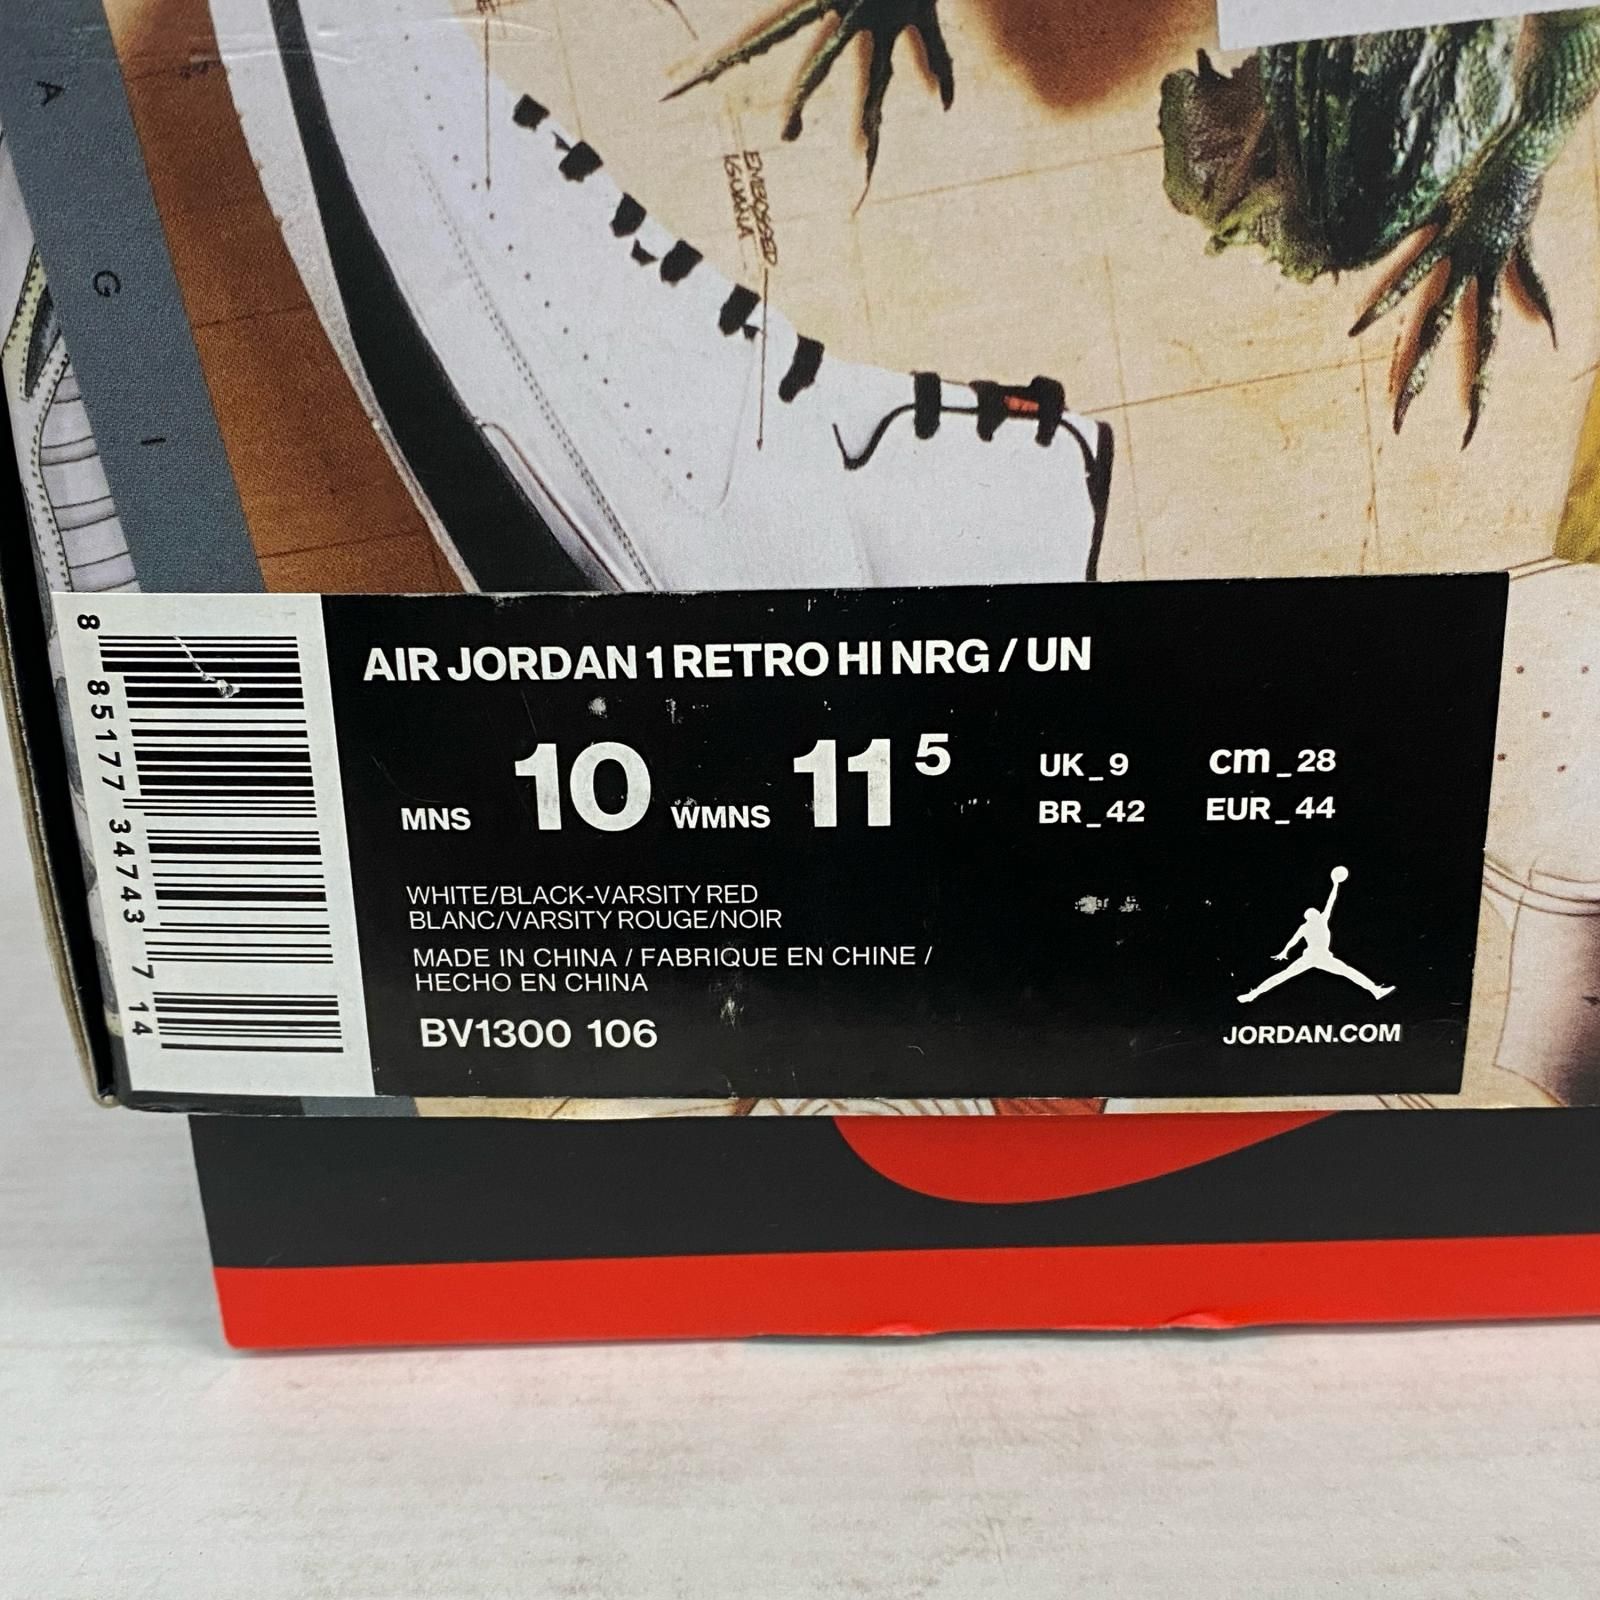 A
G
I
EMBOSSED
IGUANA
8 85177 34743 7 14
AIR JORDAN 1 RETRO HI NRG / UN
MNS 10 WMNS 11 5
UK_9 cm_28
BR_42 EUR_44
WHITE/BLACK-VARSITY RED
BLANC/VARSITY ROUGE/NOIR
MADE IN CHINA / FABRIQUE EN CHINE /
HECHO EN CHINA
BV1300 106
JORDAN.COM